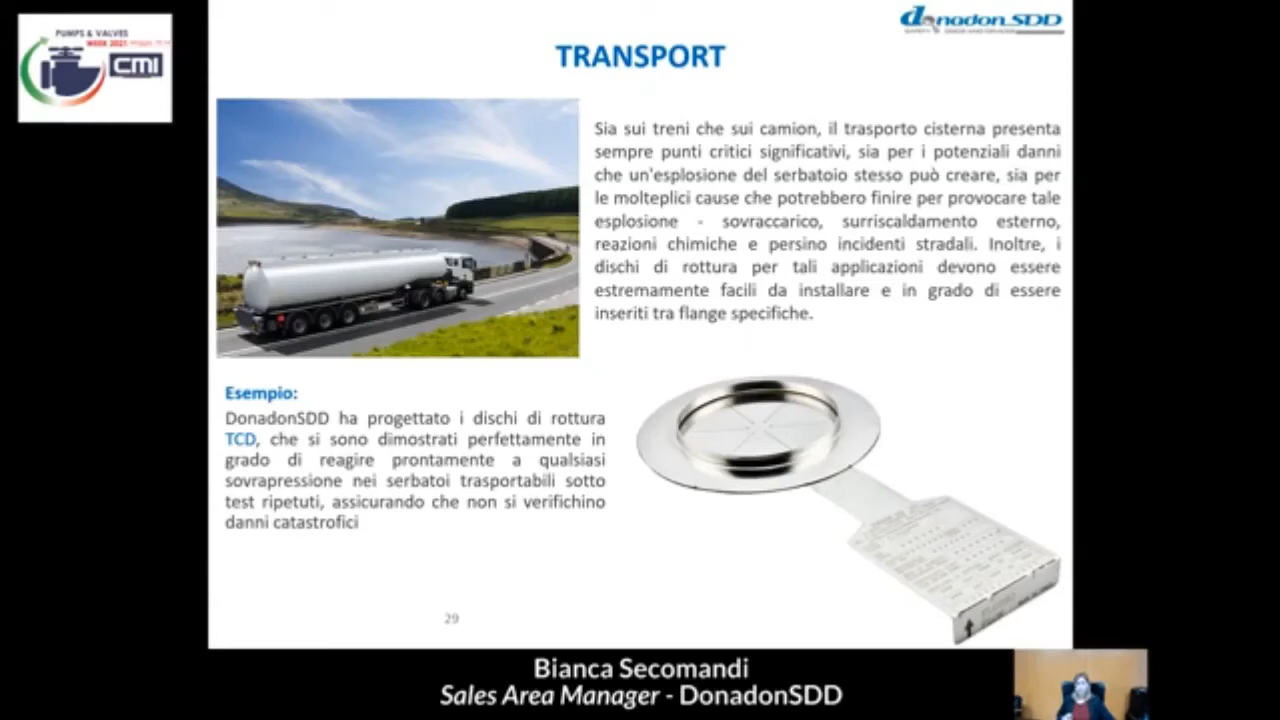 PUMPS & VALVES
WEEK 2021
CMI
donadon SDD
TRANSPORT
Sia sui treni che sui camion, il trasporto cisterna presenta
sempre punti critici significativi, sia per i potenziali danni
che un'esplosione del serbatoio stesso può creare, sia per
le molteplici cause che potrebbero finire per provocare tale
esplosione - sovraccarico, surriscaldamento esterno,
reazioni chimiche e persino incidenti stradali. Inoltre, i
dischi di rottura per tali applicazioni devono essere
estremamente facili da installare e in grado di essere
inseriti tra flange specifiche.
Esempio:
DonadonSDD ha progettato i dischi di rottura
TCD, che si sono dimostrati perfettamente in
grado di reagire prontamente a qualsiasi
sovrapressione nei serbatoi trasportabili sotto
test ripetuti, assicurando che non si verifichino
danni catastrofici
29
Bianca Secomandi
Sales Area Manager - DonadonSDD